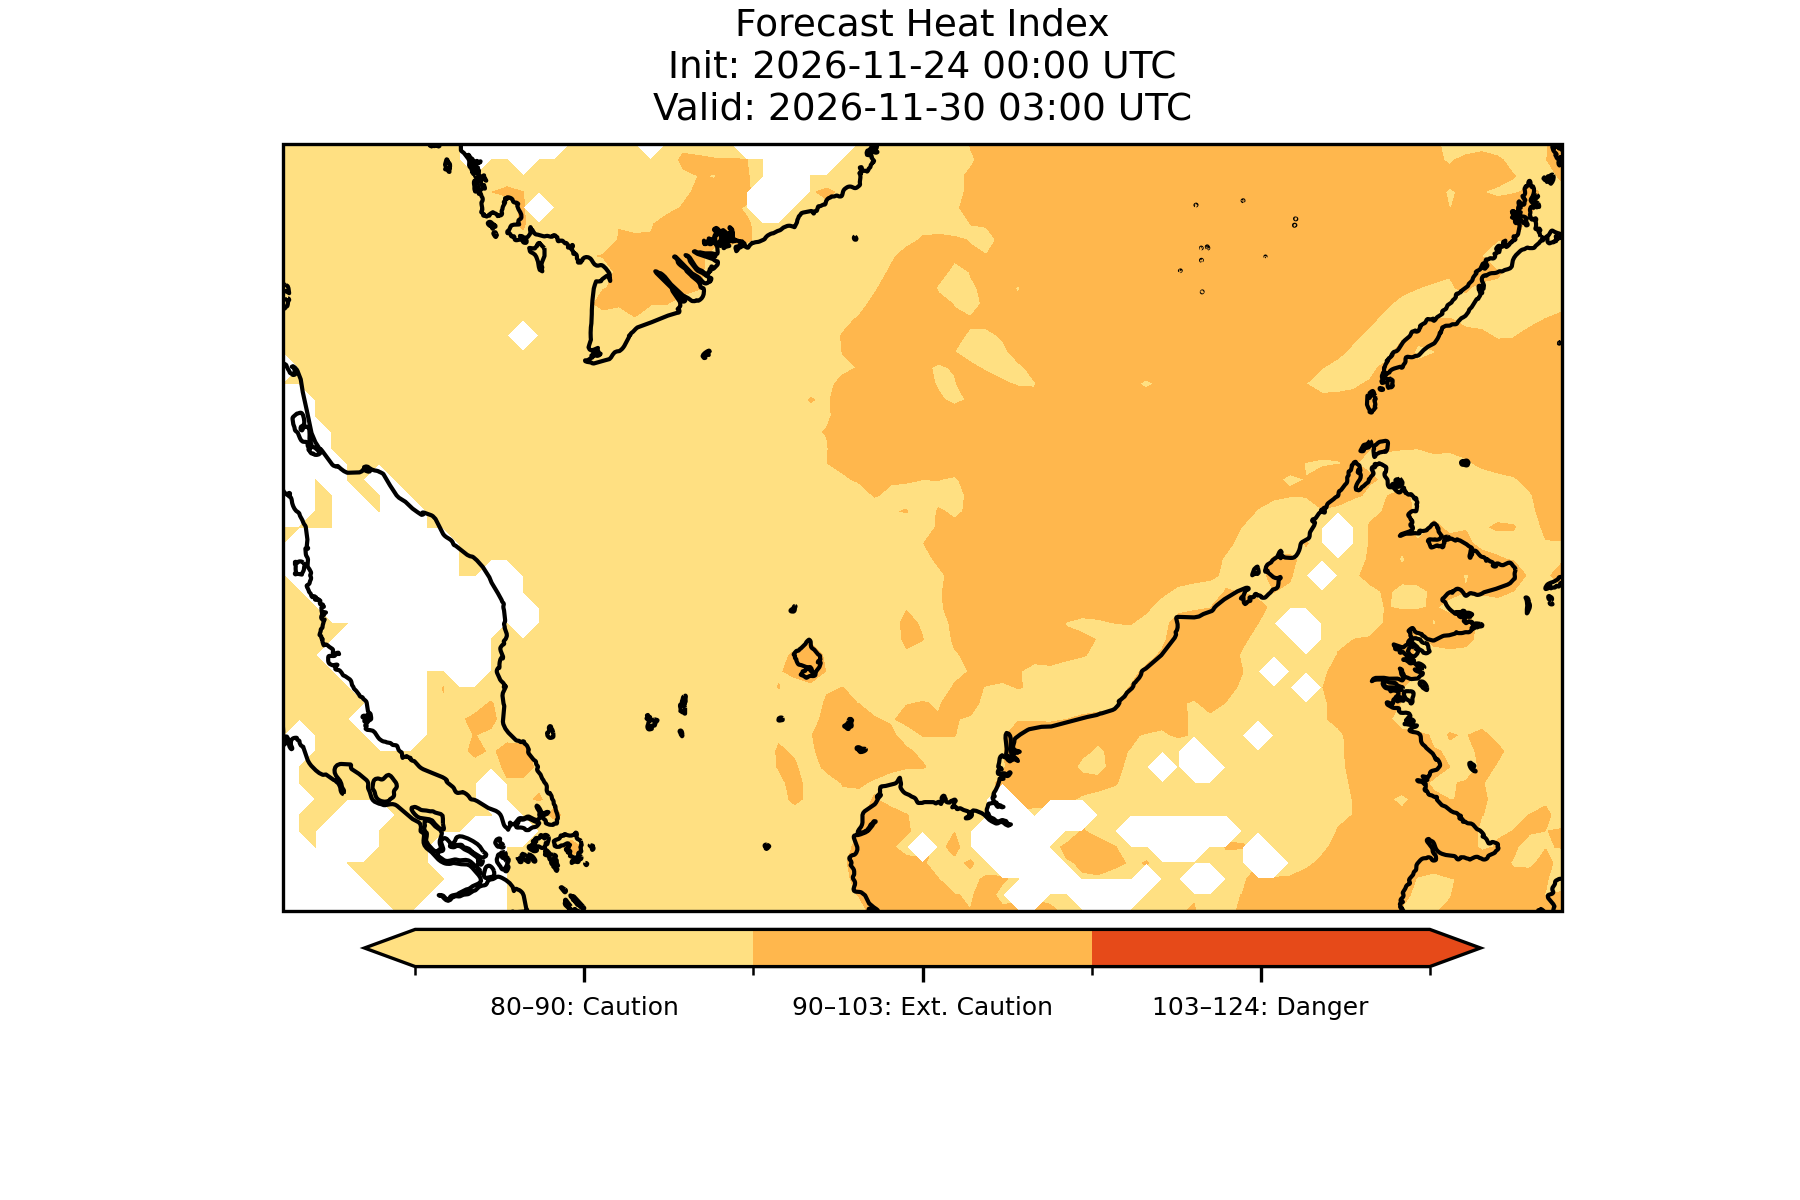 Forecast Heat Index
Init: 2026-11-24 00:00 UTC
Valid: 2026-11-30 03:00 UTC
80–90: Caution
90–103: Ext. Caution
103–124: Danger